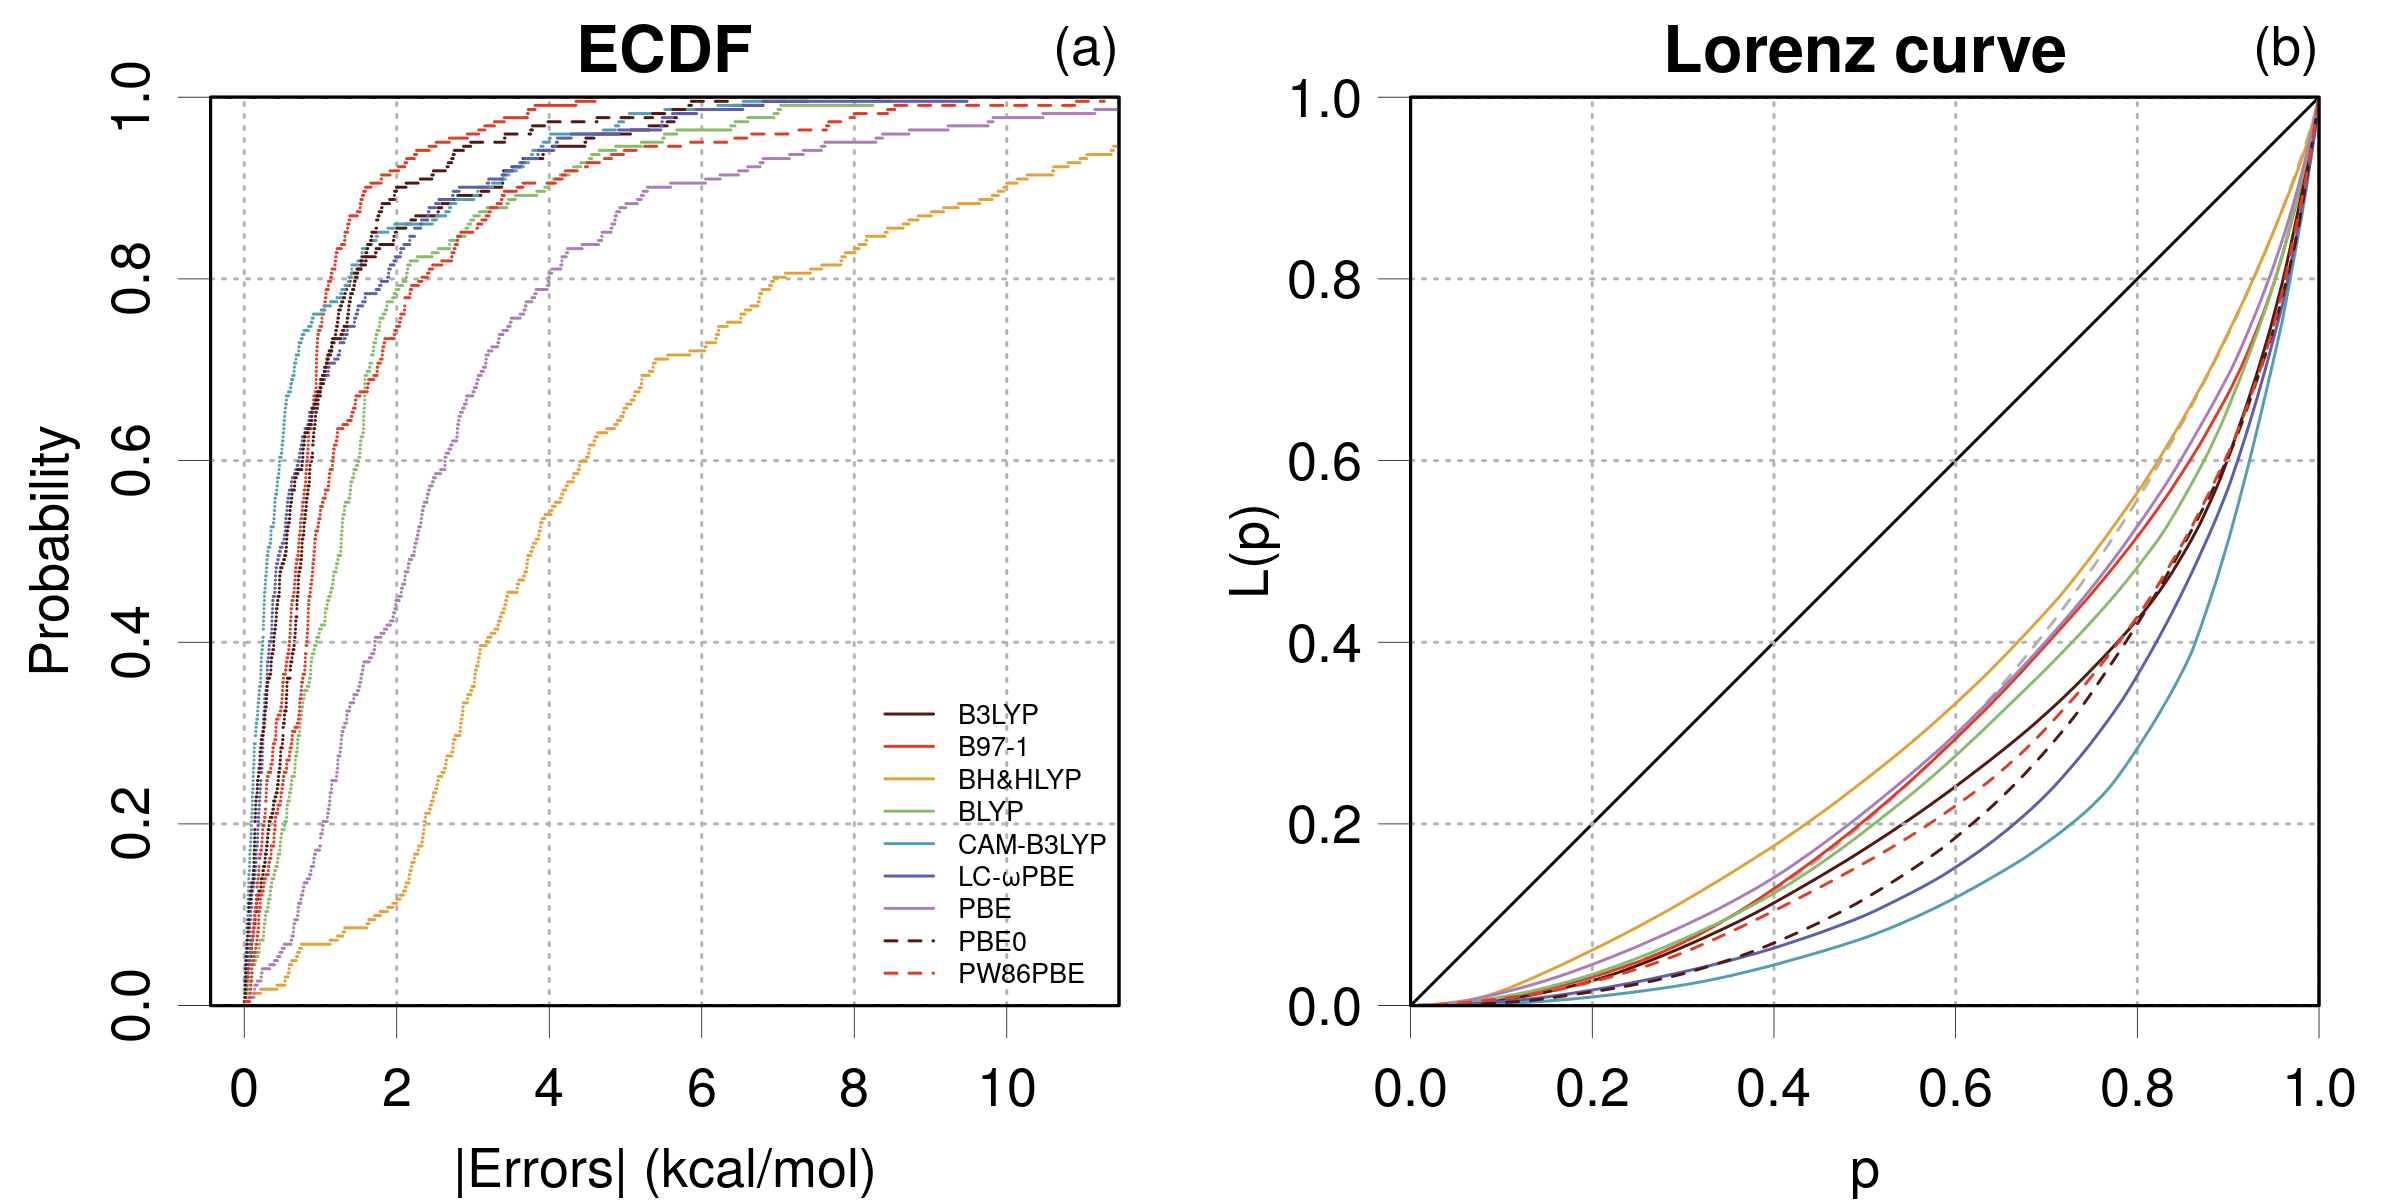 ECDF
(a)
Probability
1.0
0.8
0.6
0.4
0.2
0.0
B3LYP
B97-1
BH&HLYP
BLYP
CAM-B3LYP
LC-ωPBE
PBE
PBE0
PW86PBE
0 2 4 6 8 10
|Errors| (kcal/mol)
Lorenz curve
(b)
L(p)
1.0
0.8
0.6
0.4
0.2
0.0
0.0 0.2 0.4 0.6 0.8 1.0
p